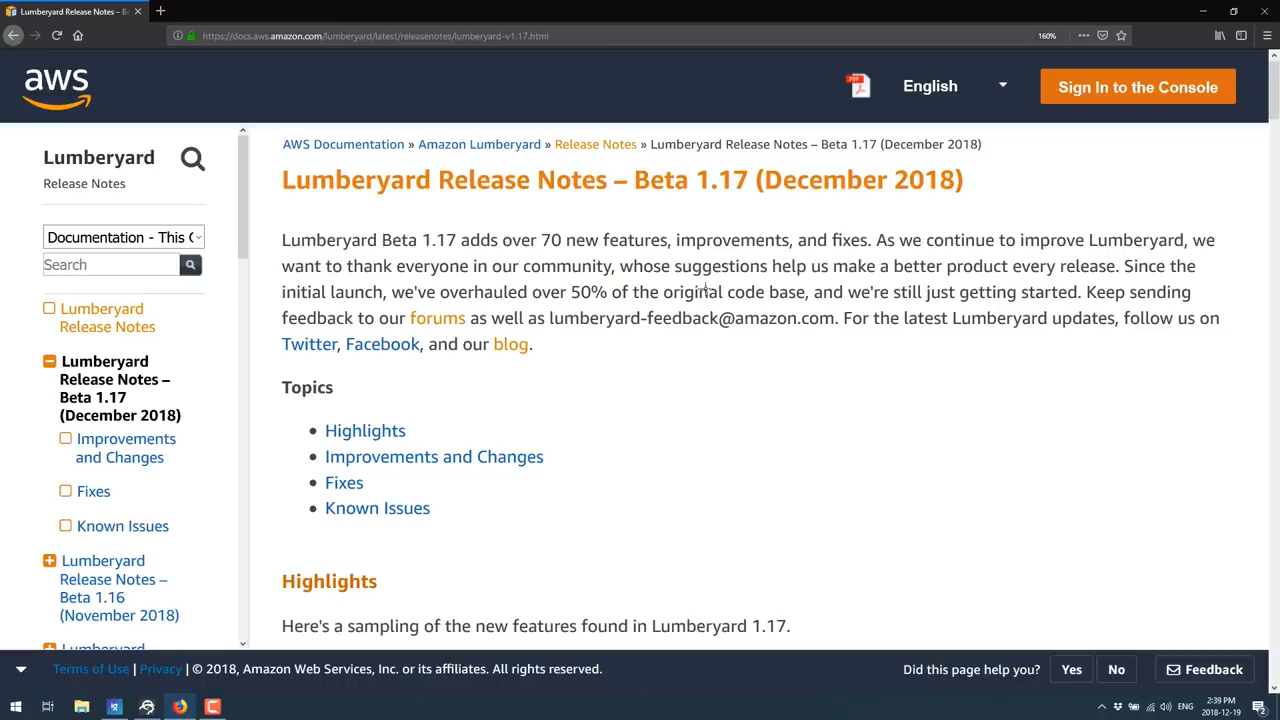 Lumberyard Release Notes – B
https://docs.aws.amazon.com/lumberyard/latest/releasenotes/lumberyard-v1.17.html
160%
aws
PDF
English
Sign In to the Console
Lumberyard
Release Notes
Documentation - This
Search
Lumberyard
Release Notes
Lumberyard
Release Notes –
Beta 1.17
(December 2018)
Improvements
and Changes
Fixes
Known Issues
Lumberyard
Release Notes –
Beta 1.16
(November 2018)
Lumberyard
AWS Documentation » Amazon Lumberyard » Release Notes » Lumberyard Release Notes – Beta 1.17 (December 2018)
Lumberyard Release Notes – Beta 1.17 (December 2018)
Lumberyard Beta 1.17 adds over 70 new features, improvements, and fixes. As we continue to improve Lumberyard, we
want to thank everyone in our community, whose suggestions help us make a better product every release. Since the
initial launch, we've overhauled over 50% of the original code base, and we're still just getting started. Keep sending
feedback to our forums as well as lumberyard-feedback@amazon.com. For the latest Lumberyard updates, follow us on
Twitter, Facebook, and our blog.
Topics
Highlights
Improvements and Changes
Fixes
Known Issues
Highlights
Here's a sampling of the new features found in Lumberyard 1.17.
Terms of Use | Privacy | © 2018, Amazon Web Services, Inc. or its affiliates. All rights reserved.
Did this page help you?
Yes
No
Feedback
ENG
2:39 PM
2018-12-19
2